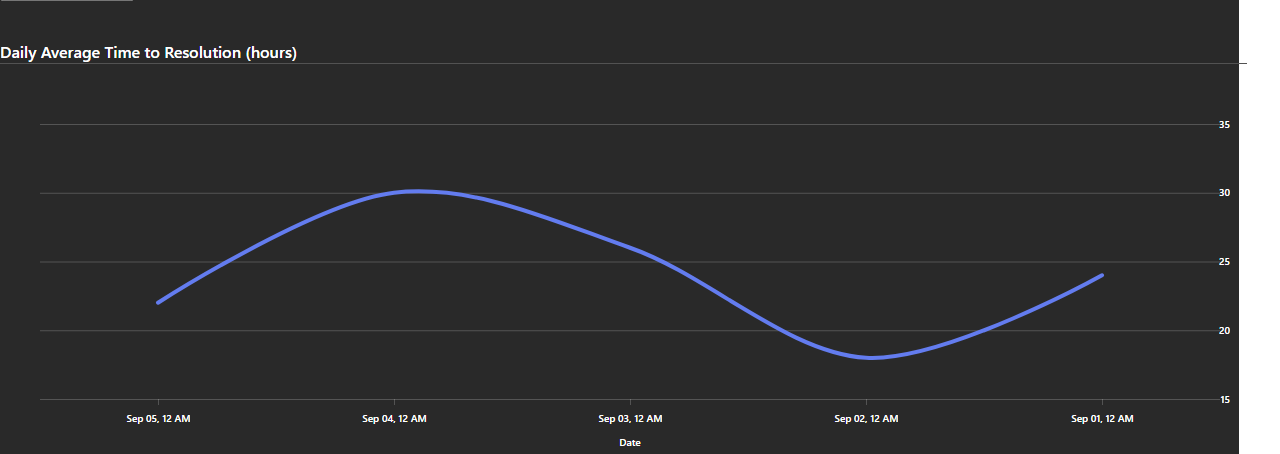 Daily Average Time to Resolution (hours)
35
30
25
20
15
Sep 05, 12 AM Sep 04, 12 AM Sep 03, 12 AM Sep 02, 12 AM Sep 01, 12 AM
Date